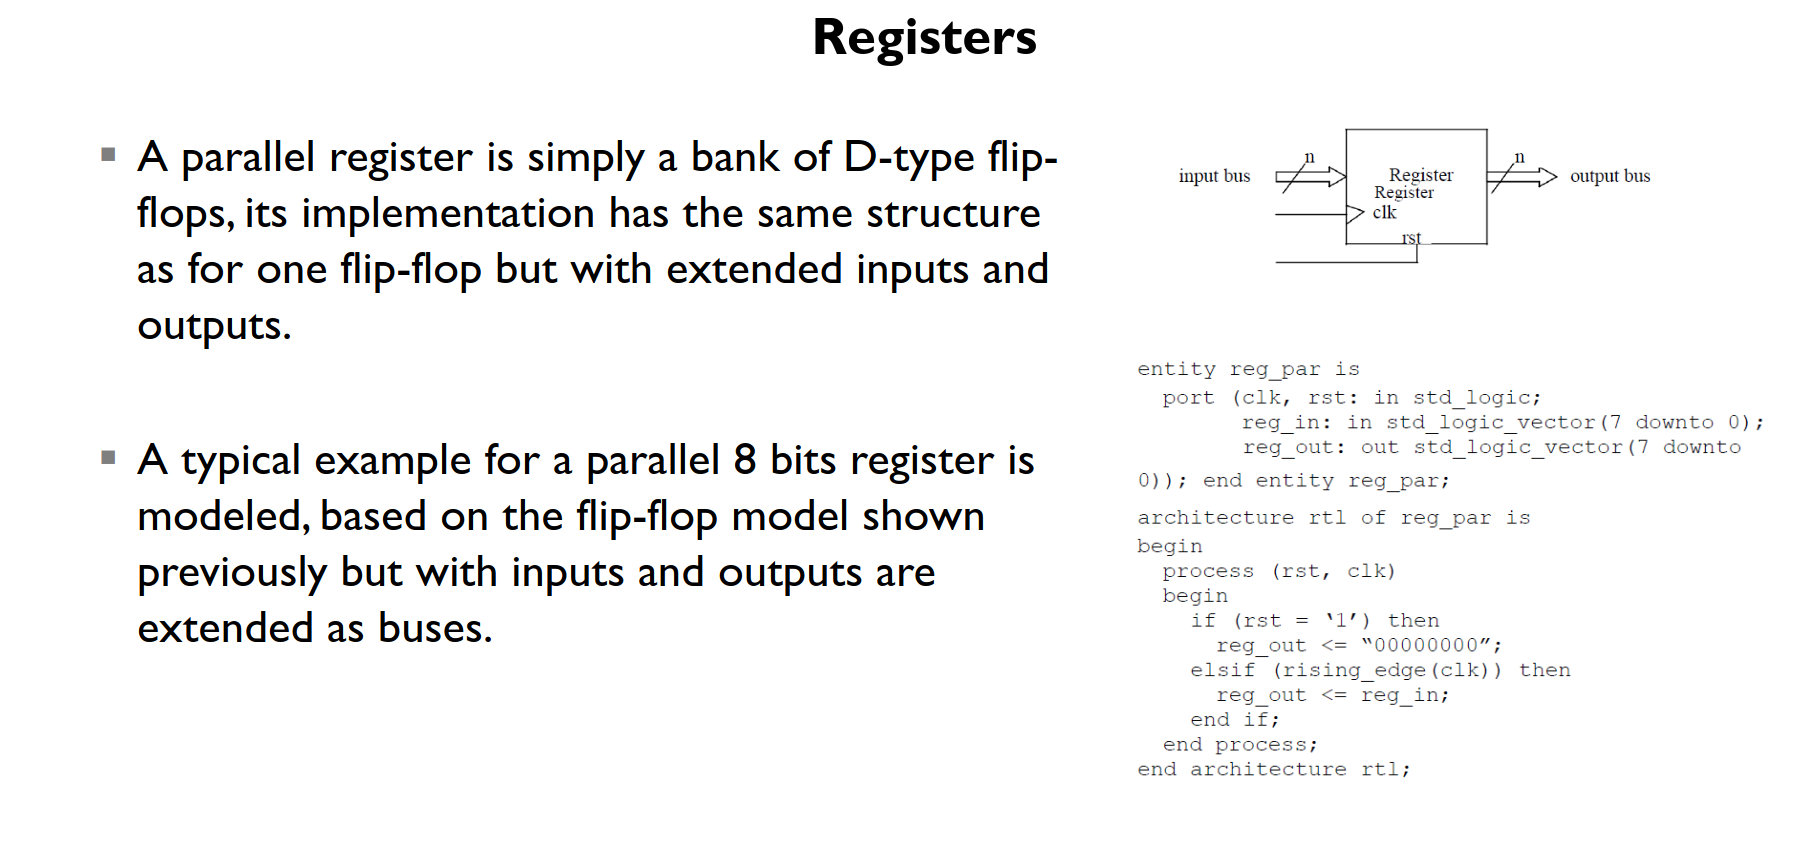 Registers
▪ A parallel register is simply a bank of D-type flip-
flops, its implementation has the same structure
as for one flip-flop but with extended inputs and
outputs.
▪ A typical example for a parallel 8 bits register is
modeled, based on the flip-flop model shown
previously but with inputs and outputs are
extended as buses.
input bus
n
Register
Register
clk
rst
n
output bus
entity reg_par is
port (clk, rst: in std_logic;
reg_in: in std_logic_vector(7 downto 0);
reg_out: out std_logic_vector(7 downto
0)); end entity reg_par;
architecture rtl of reg_par is
begin
process (rst, clk)
begin
if (rst = ‘1’) then
reg_out <= “00000000”;
elsif (rising_edge(clk)) then
reg_out <= reg_in;
end if;
end process;
end architecture rtl;